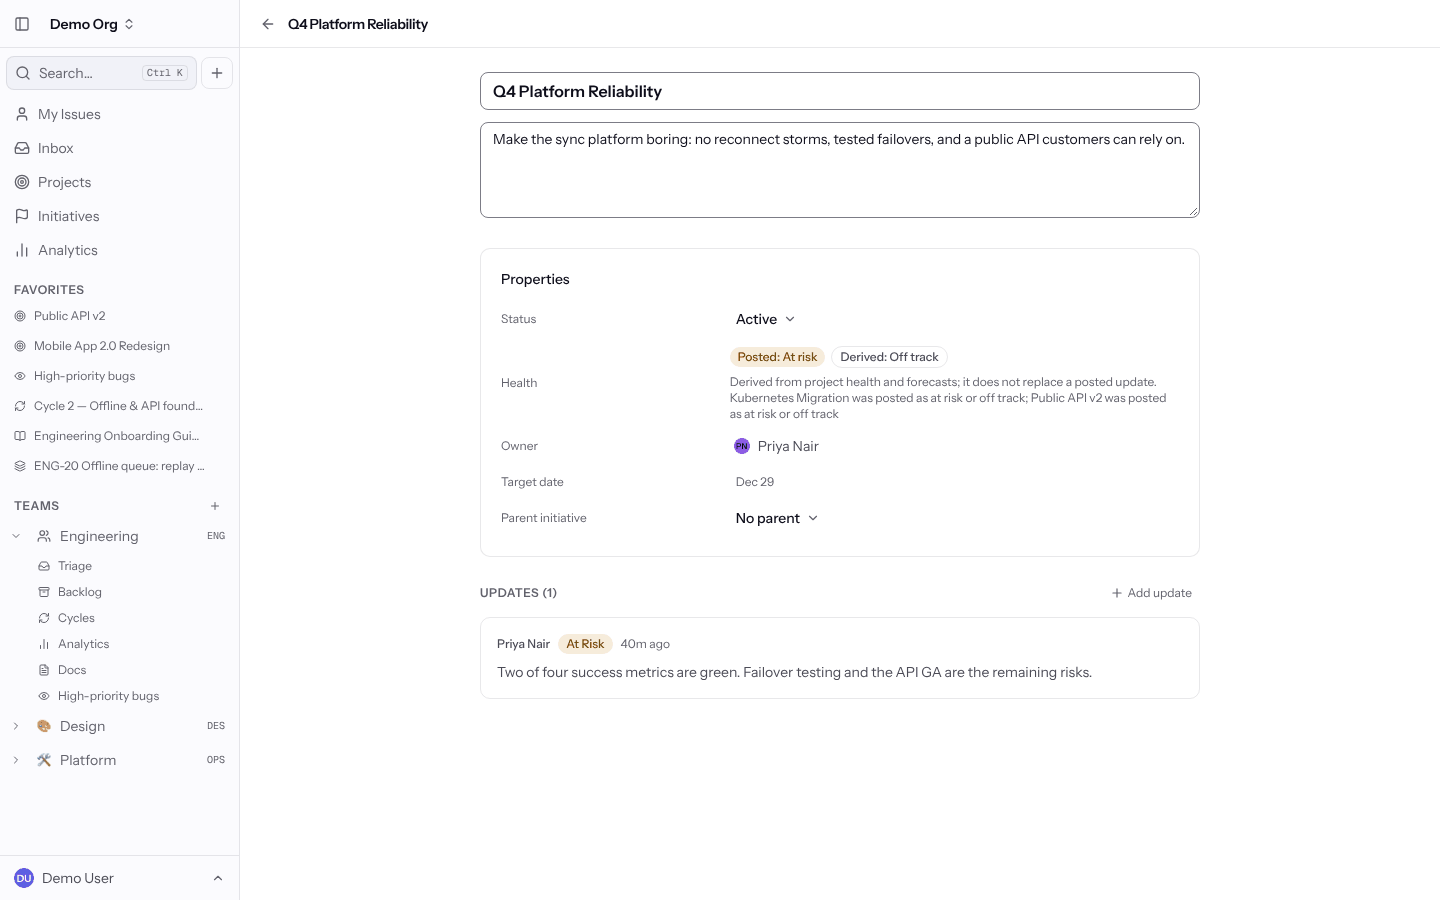 Demo Org
Q4 Platform Reliability
Search...
Ctrl K
My Issues
Inbox
Projects
Initiatives
Analytics
FAVORITES
Public API v2
Mobile App 2.0 Redesign
High-priority bugs
Cycle 2 — Offline & API found...
Engineering Onboarding Gui...
ENG-20 Offline queue: replay ...
TEAMS
Engineering
ENG
Triage
Backlog
Cycles
Analytics
Docs
High-priority bugs
Design
DES
Platform
OPS
DU
Demo User
Q4 Platform Reliability
Make the sync platform boring: no reconnect storms, tested failovers, and a public API customers can rely on.
Properties
Status
Active
Health
Posted: At risk
Derived: Off track
Derived from project health and forecasts; it does not replace a posted update.
Kubernetes Migration was posted as at risk or off track; Public API v2 was posted
as at risk or off track
Owner
PN
Priya Nair
Target date
Dec 29
Parent initiative
No parent
UPDATES (1)
Add update
Priya Nair
At Risk
40m ago
Two of four success metrics are green. Failover testing and the API GA are the remaining risks.